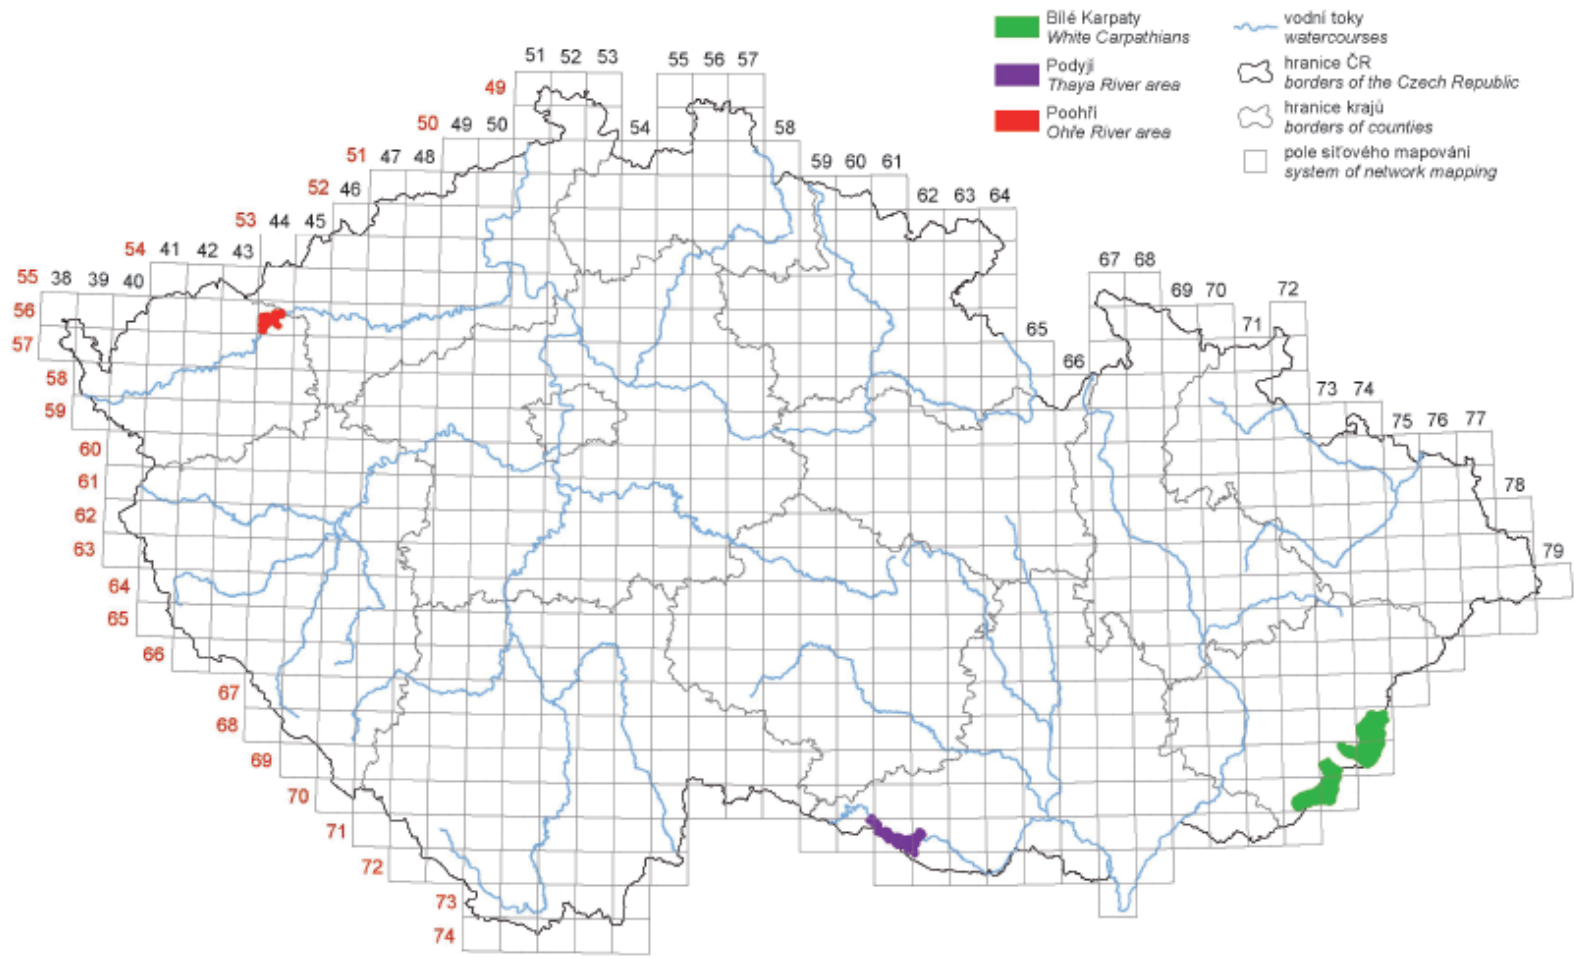 Bílé Karpaty
White Carpathians
Podyjí
Thaya River area
Poohří
Ohře River area
vodní toky
watercourses
hranice ČR
borders of the Czech Republic
hranice krajů
borders of counties
pole síťového mapování
system of network mapping
51 52 53 55 56 57
49
50 49 50 54 58
51 47 48 59 60 61
52 46 62 63 64
53 44 45
54 41 42 43
55 38 39 40 67 68
56 69 70 72
57 65 71
58 66
59 73 74
60 75 76 77
61 78
62
63 79
64
65
66
67
68
69
70
71
72
73
74